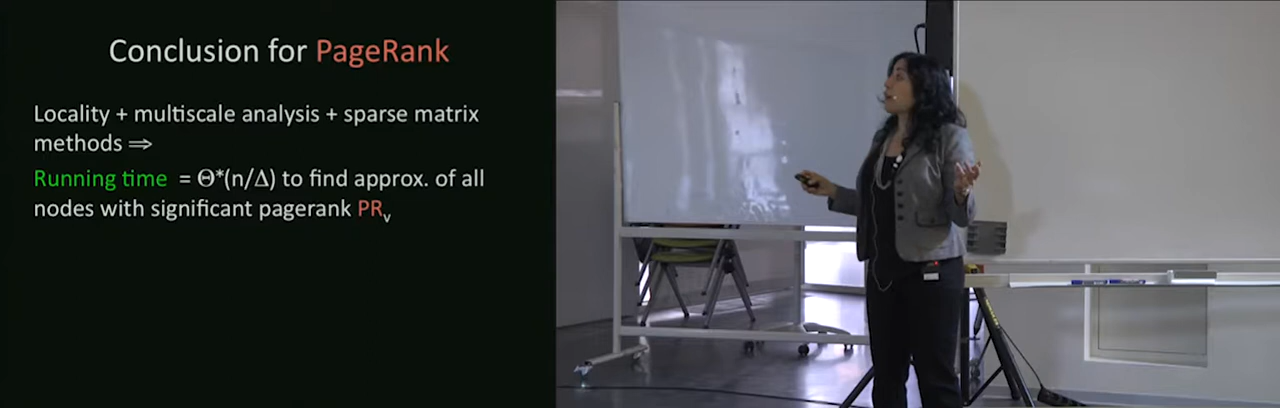 Conclusion for PageRank
Locality + multiscale analysis + sparse matrix
methods ⇒
Running time = Θ*(n/Δ) to find approx. of all
nodes with significant pagerank PRv